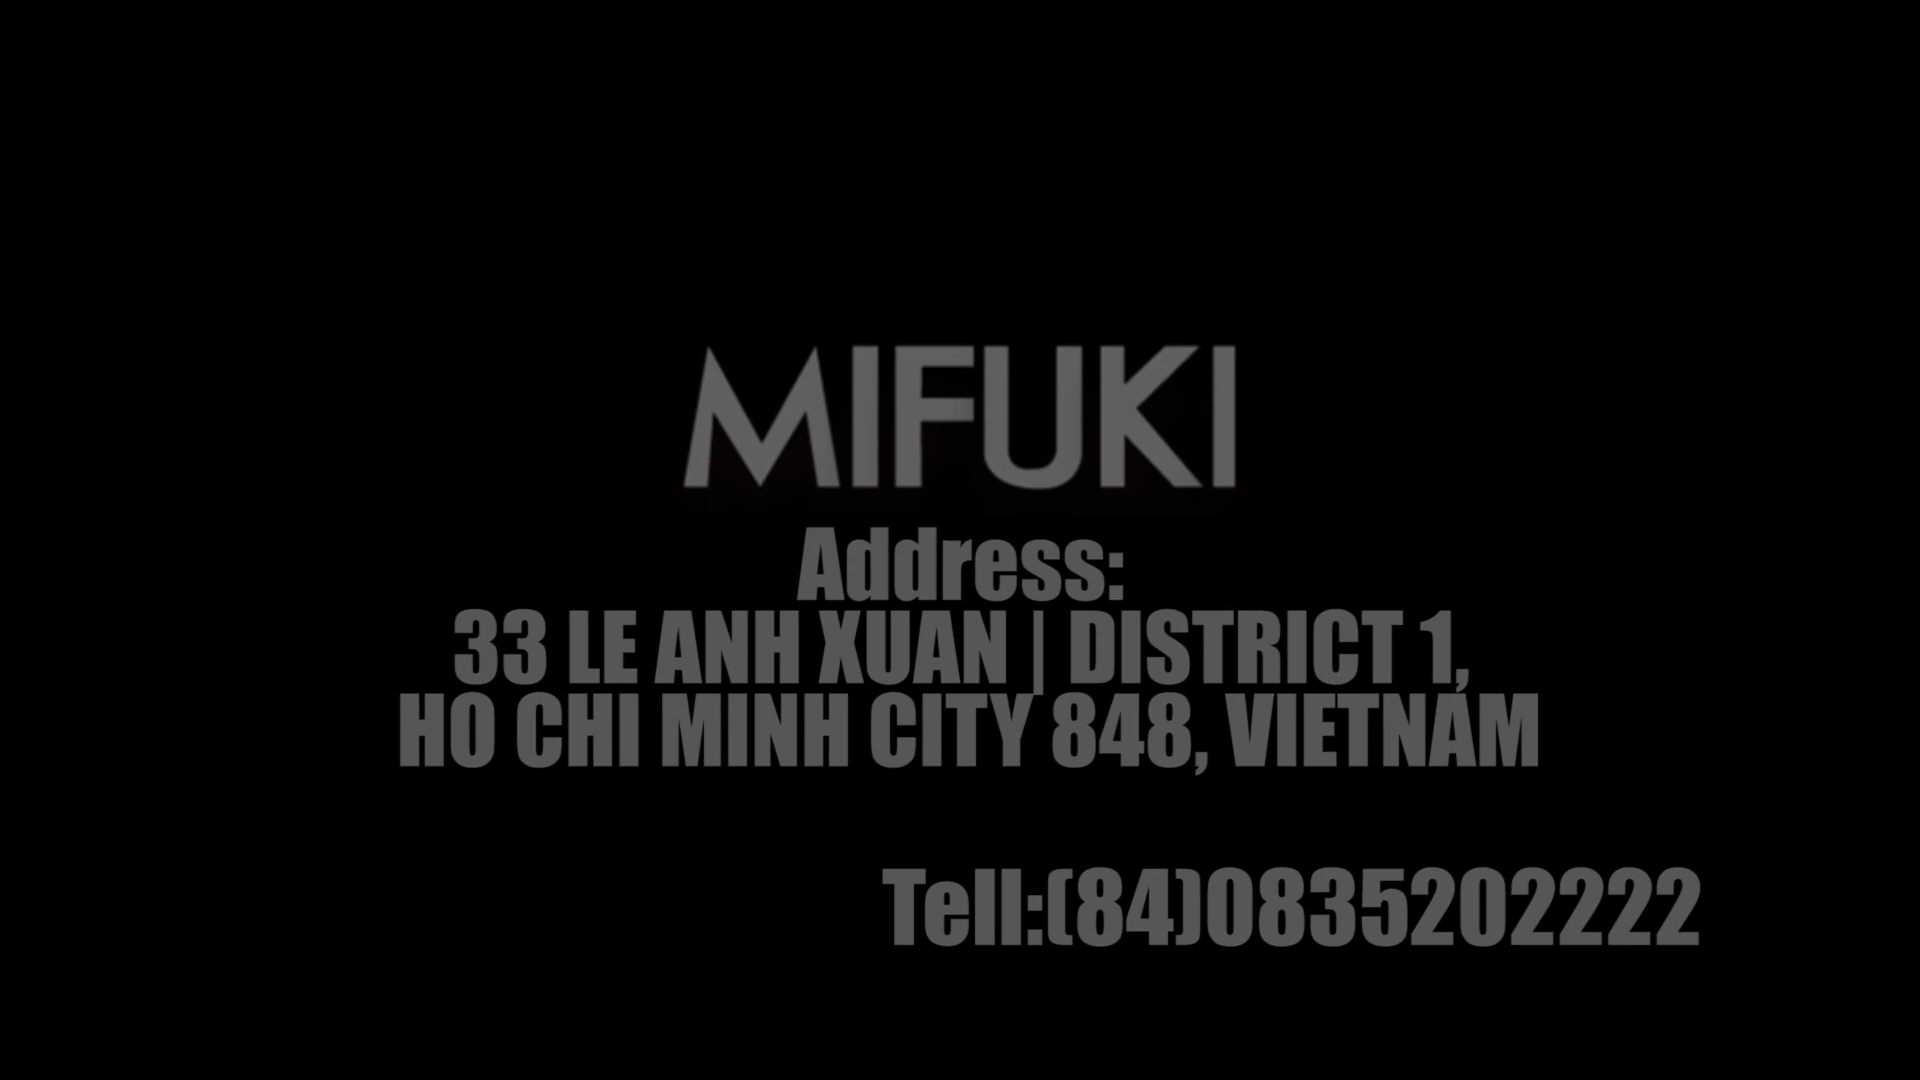 MIFUKI
Address:
33 LE ANH XUAN | DISTRICT 1,
HO CHI MINH CITY 848, VIETNAM
Tell:(84)0835202222